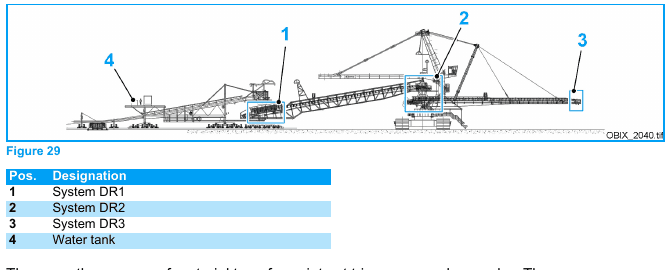 1
2
3
4
OBIX_2040.tif
Figure 29
Pos. Designation
1 System DR1
2 System DR2
3 System DR3
4 Water tank